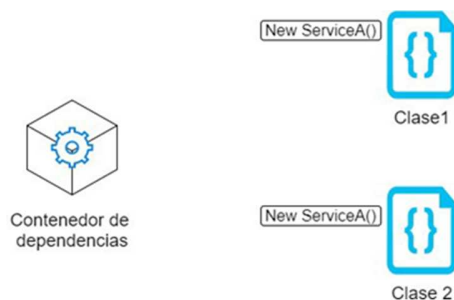 New ServiceA()
Clase1
Contenedor de
dependencias
New ServiceA()
Clase 2